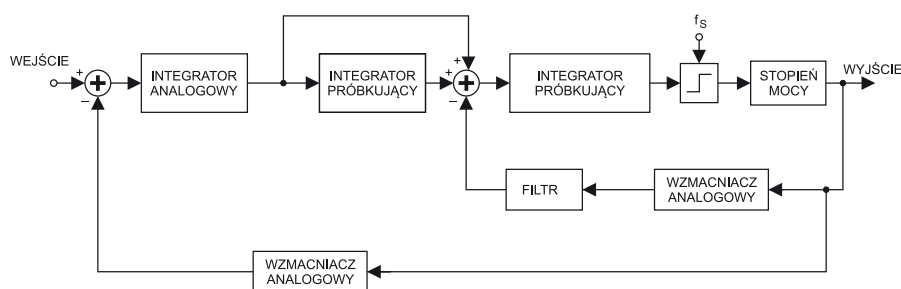 WEJŚCIE
+
−
INTEGRATOR
ANALOGOWY
INTEGRATOR
PRÓBKUJĄCY
+
+
−
INTEGRATOR
PRÓBKUJĄCY
fS
STOPIEŃ
MOCY
WYJŚCIE
FILTR
WZMACNIACZ
ANALOGOWY
WZMACNIACZ
ANALOGOWY